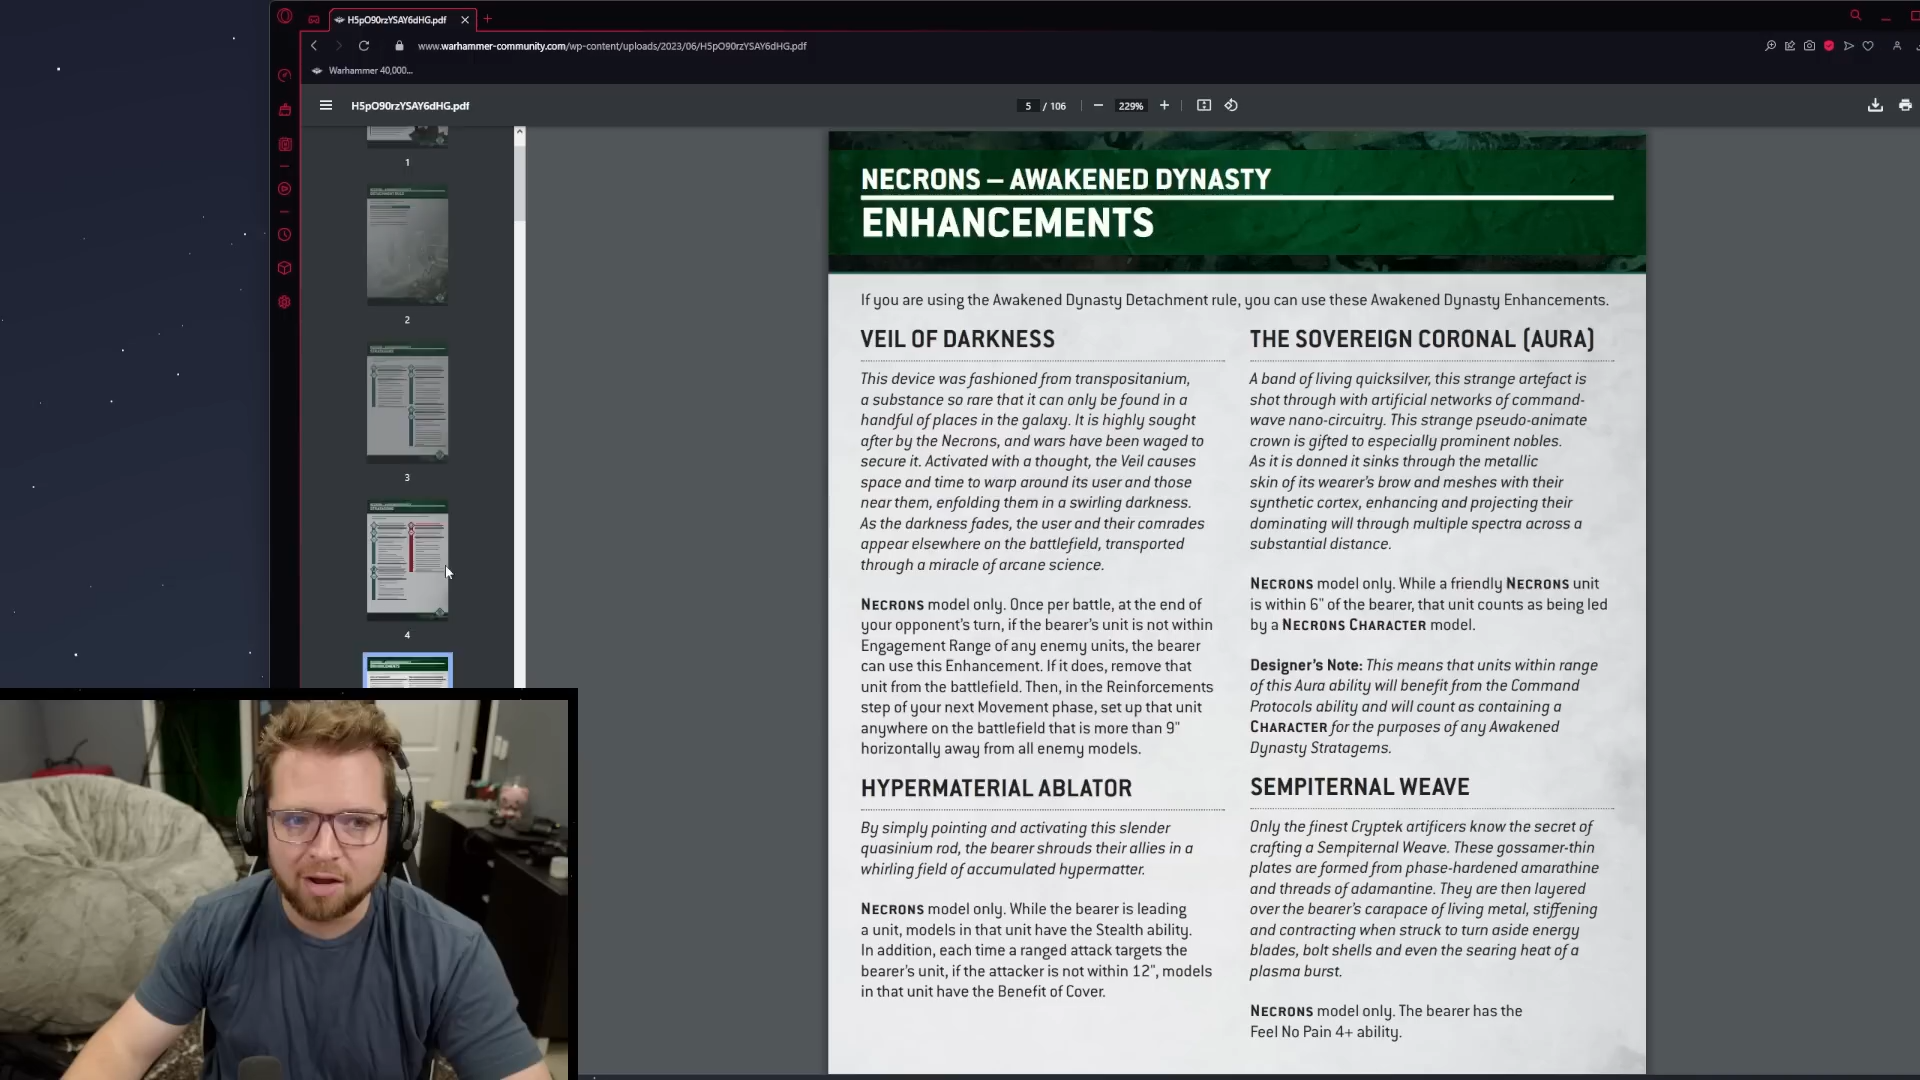 H5pO90rzYSAY6dHG.pdf
www.warhammer-community.com/wp-content/uploads/2023/06/H5pO90rzYSAY6dHG.pdf
Warhammer 40,000...
H5pO90rzYSAY6dHG.pdf
5 / 106
229%
1
2
3
4
NECRONS – AWAKENED DYNASTY
ENHANCEMENTS
If you are using the Awakened Dynasty Detachment rule, you can use these Awakened Dynasty Enhancements.
VEIL OF DARKNESS
This device was fashioned from transpositanium,
a substance so rare that it can only be found in a
handful of places in the galaxy. It is highly sought
after by the Necrons, and wars have been waged to
secure it. Activated with a thought, the Veil causes
space and time to warp around its user and those
near them, enfolding them in a swirling darkness.
As the darkness fades, the user and their comrades
appear elsewhere on the battlefield, transported
through a miracle of arcane science.
NECRONS model only. Once per battle, at the end of
your opponent's turn, if the bearer's unit is not within
Engagement Range of any enemy units, the bearer
can use this Enhancement. If it does, remove that
unit from the battlefield. Then, in the Reinforcements
step of your next Movement phase, set up that unit
anywhere on the battlefield that is more than 9"
horizontally away from all enemy models.
HYPERMATERIAL ABLATOR
By simply pointing and activating this slender
quasinium rod, the bearer shrouds their allies in a
whirling field of accumulated hypermatter.
NECRONS model only. While the bearer is leading
a unit, models in that unit have the Stealth ability.
In addition, each time a ranged attack targets the
bearer's unit, if the attacker is not within 12", models
in that unit have the Benefit of Cover.
THE SOVEREIGN CORONAL (AURA)
A band of living quicksilver, this strange artefact is
shot through with artificial networks of command-
wave nano-circuitry. This strange pseudo-animate
crown is gifted to especially prominent nobles.
As it is donned it sinks through the metallic
skin of its wearer's brow and meshes with their
synthetic cortex, enhancing and projecting their
dominating will through multiple spectra across a
substantial distance.
NECRONS model only. While a friendly NECRONS unit
is within 6" of the bearer, that unit counts as being led
by a NECRONS CHARACTER model.
Designer's Note: This means that units within range
of this Aura ability will benefit from the Command
Protocols ability and will count as containing a
CHARACTER for the purposes of any Awakened
Dynasty Stratagems.
SEMPITERNAL WEAVE
Only the finest Cryptek artificers know the secret of
crafting a Sempiternal Weave. These gossamer-thin
plates are formed from phase-hardened amarathine
and threads of adamantine. They are then layered
over the bearer's carapace of living metal, stiffening
and contracting when struck to turn aside energy
blades, bolt shells and even the searing heat of a
plasma burst.
NECRONS model only. The bearer has the
Feel No Pain 4+ ability.